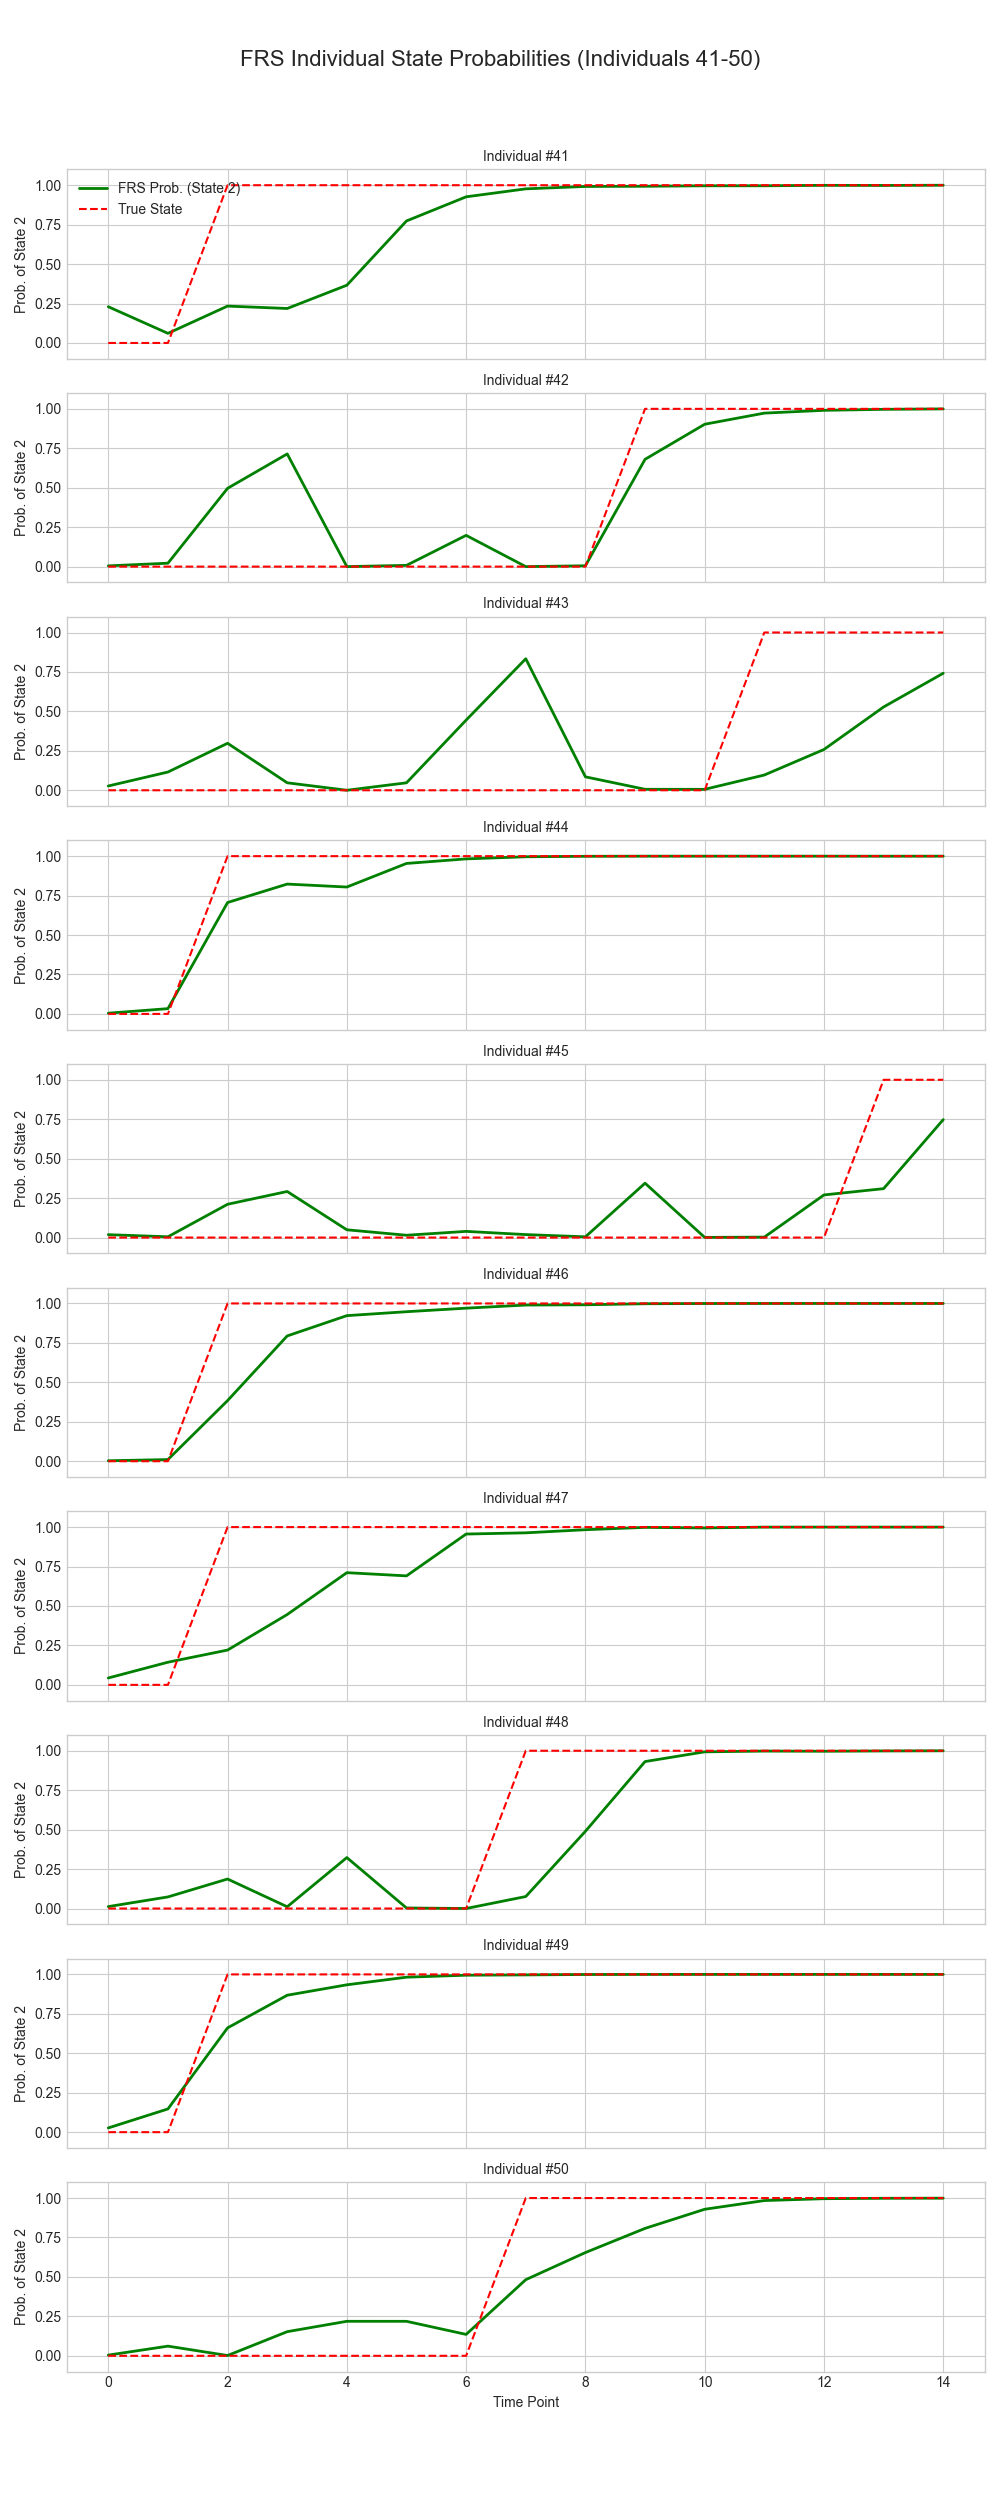 FRS Individual State Probabilities (Individuals 41-50)
Individual #41
FRS Prob. (State 2)
True State
Prob. of State 2
1.00
0.75
0.50
0.25
0.00
Individual #42
Prob. of State 2
1.00
0.75
0.50
0.25
0.00
Individual #43
Prob. of State 2
1.00
0.75
0.50
0.25
0.00
Individual #44
Prob. of State 2
1.00
0.75
0.50
0.25
0.00
Individual #45
Prob. of State 2
1.00
0.75
0.50
0.25
0.00
Individual #46
Prob. of State 2
1.00
0.75
0.50
0.25
0.00
Individual #47
Prob. of State 2
1.00
0.75
0.50
0.25
0.00
Individual #48
Prob. of State 2
1.00
0.75
0.50
0.25
0.00
Individual #49
Prob. of State 2
1.00
0.75
0.50
0.25
0.00
Individual #50
Prob. of State 2
1.00
0.75
0.50
0.25
0.00
0 2 4 6 8 10 12 14
Time Point